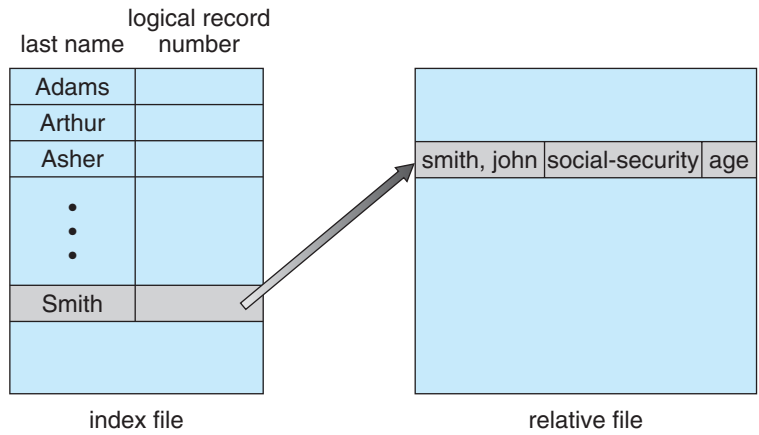 last name
logical record
number
Adams
Arthur
Asher
Smith
index file
smith, john
social-security
age
relative file